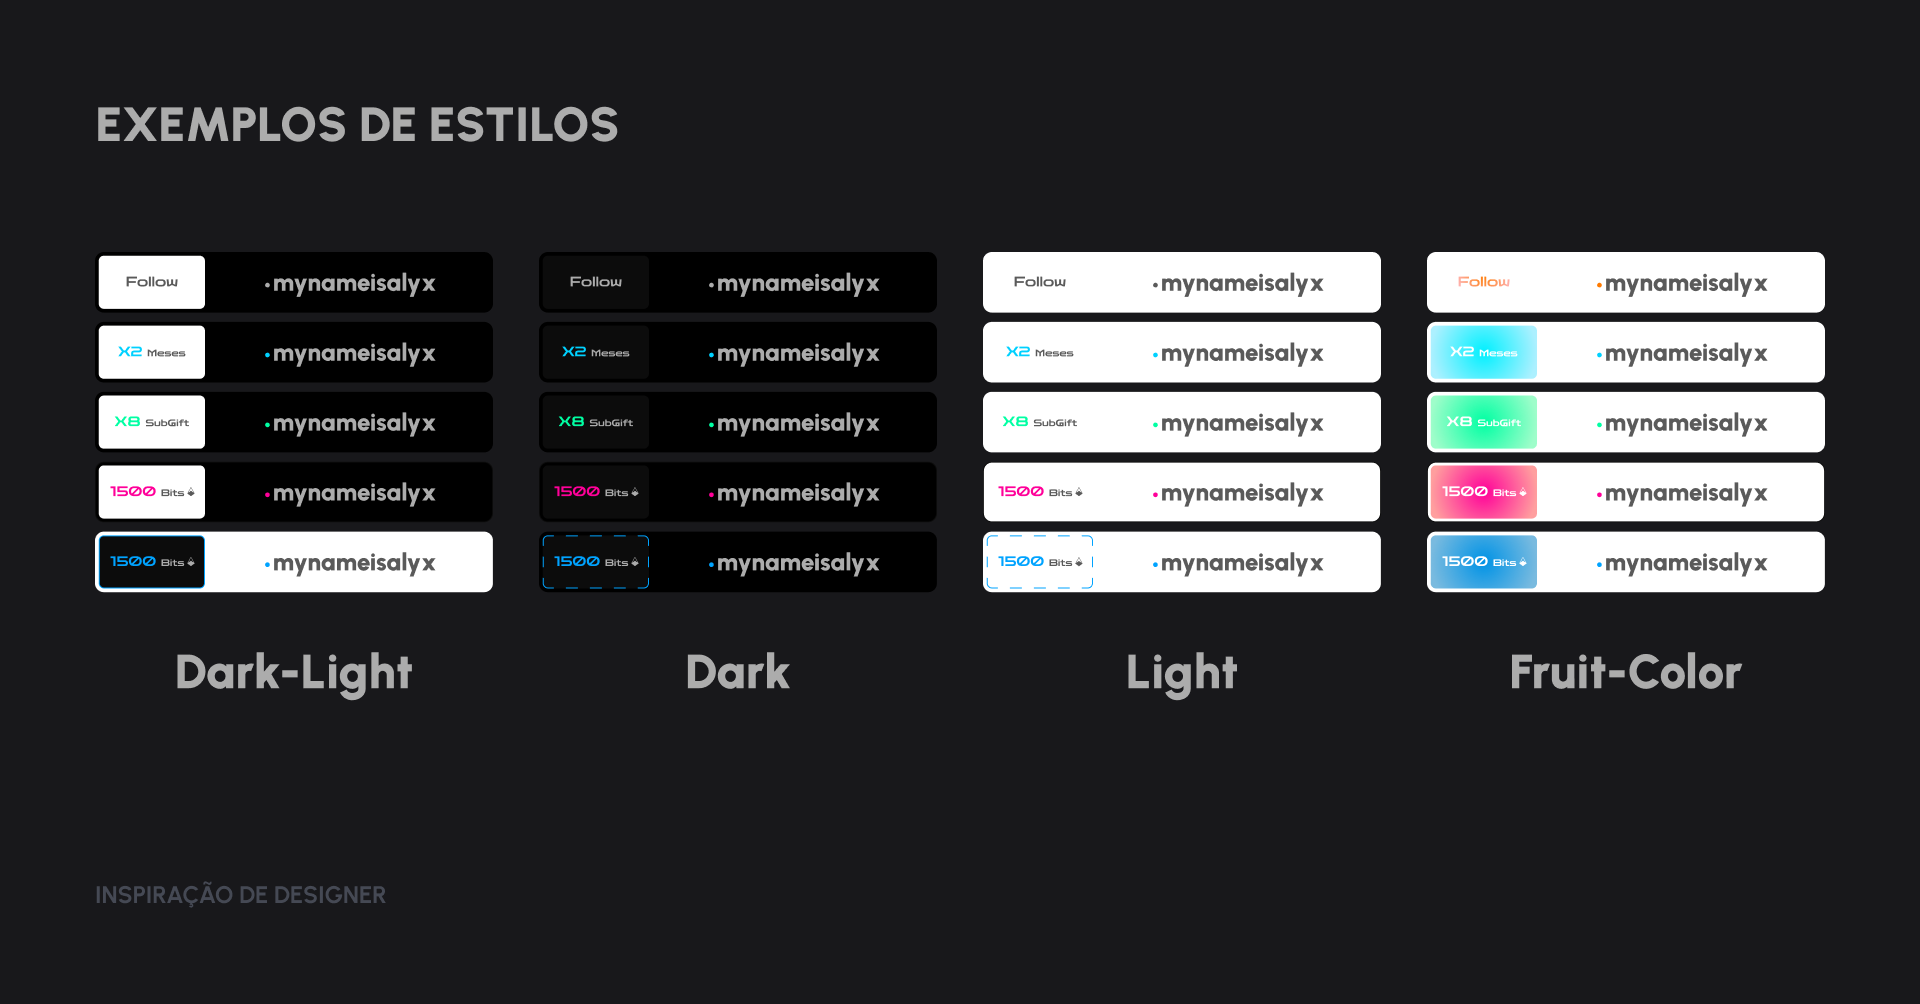 EXEMPLOS DE ESTILOS
Follow •mynameisalyx
X2 Meses •mynameisalyx
X8 SubGift •mynameisalyx
1500 Bits •mynameisalyx
1500 Bits •mynameisalyx
Dark-Light
Follow •mynameisalyx
X2 Meses •mynameisalyx
X8 SubGift •mynameisalyx
1500 Bits •mynameisalyx
1500 Bits •mynameisalyx
Dark
Follow •mynameisalyx
X2 Meses •mynameisalyx
X8 SubGift •mynameisalyx
1500 Bits •mynameisalyx
1500 Bits •mynameisalyx
Light
Follow •mynameisalyx
X2 Meses •mynameisalyx
X8 SubGift •mynameisalyx
1500 Bits •mynameisalyx
1500 Bits •mynameisalyx
Fruit-Color
INSPIRAÇÃO DE DESIGNER